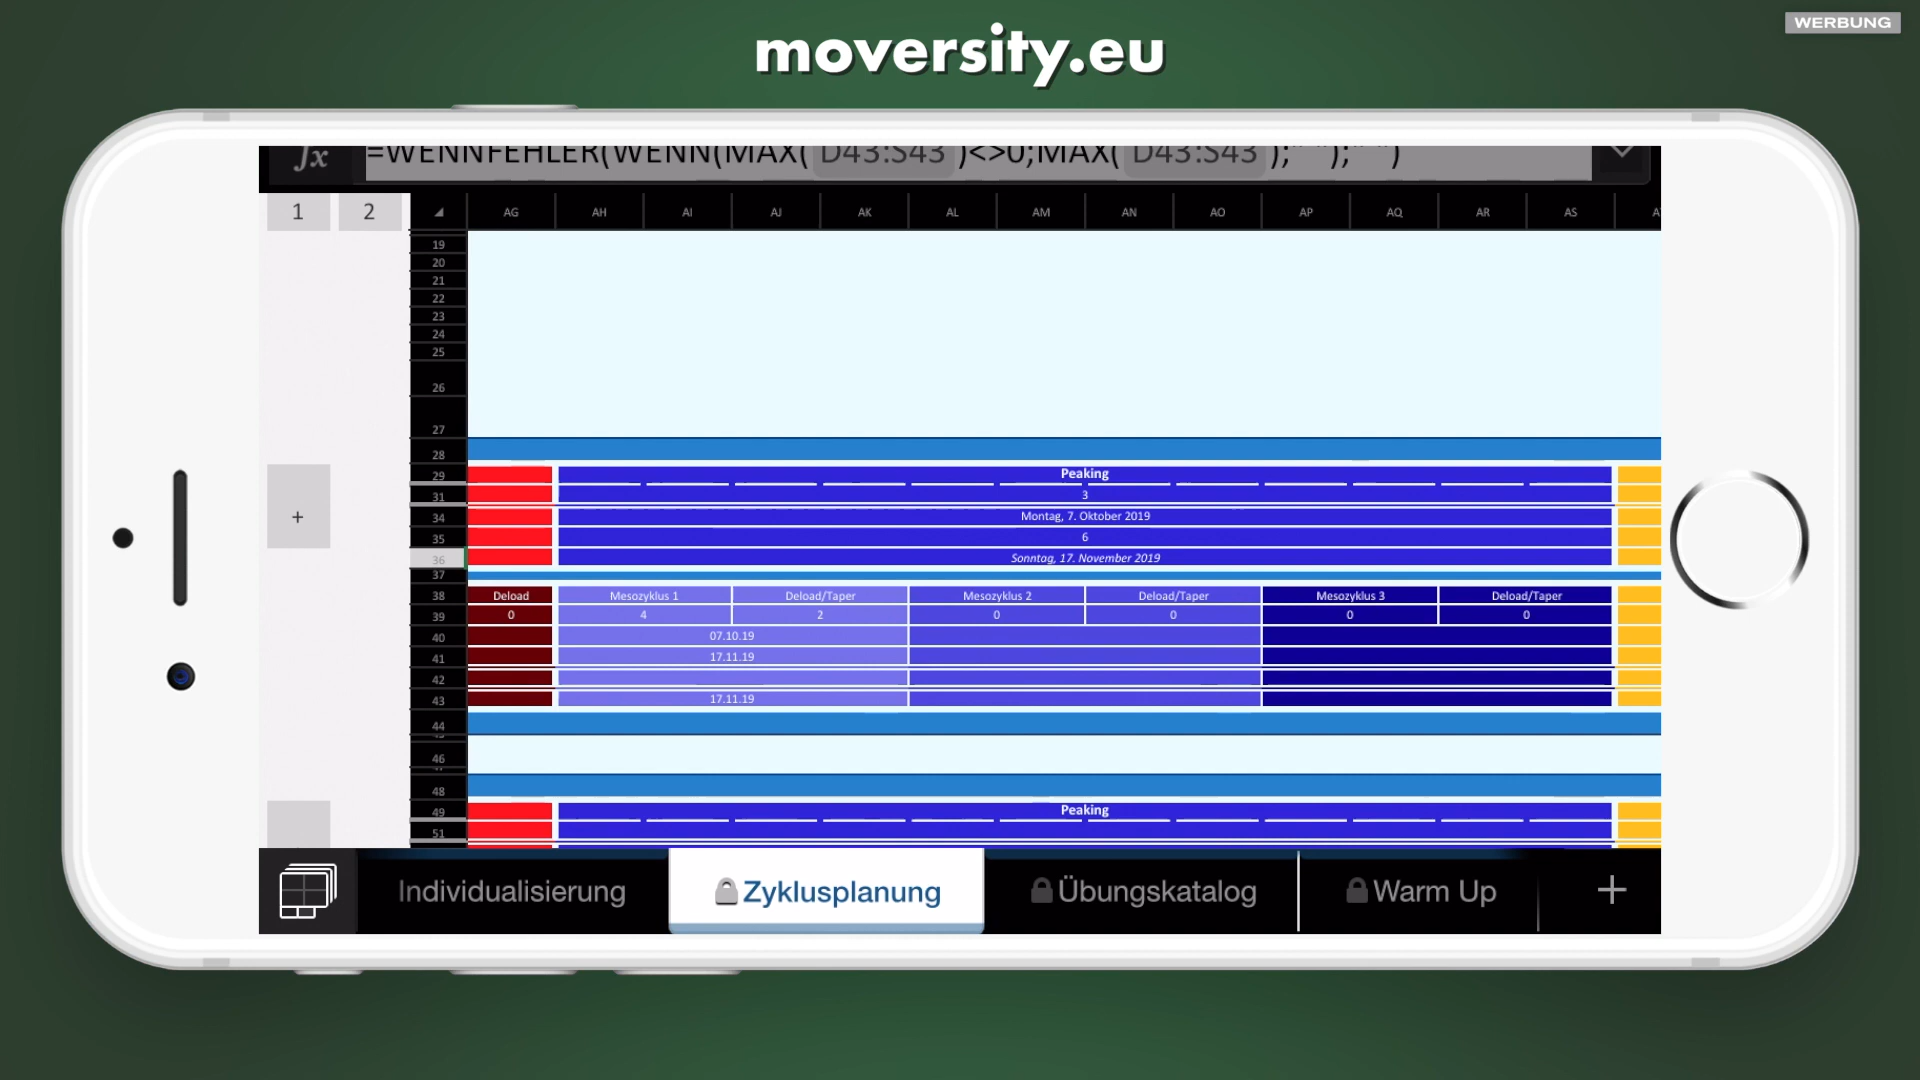 moversity.eu
WERBUNG
fx =WENNFEHLER(WENN(MAX( D43:S43 )<>0;MAX( D43:S43 );" ");" ")
1 2 AG AH AI AJ AK AL AM AN AO AP AQ AR AS
19
20
21
22
23
24
25
26
27
28
29 Peaking
31 3
34 Montag, 7. Oktober 2019
+
35 6
36 Sonntag, 17. November 2019
37
38 Deload Mesozyklus 1 Deload/Taper Mesozyklus 2 Deload/Taper Mesozyklus 3 Deload/Taper
39 0 4 2 0 0 0 0
40 07.10.19
41 17.11.19
42
43 17.11.19
44
46
48
49 Peaking
51
Individualisierung Zyklusplanung Übungskatalog Warm Up +